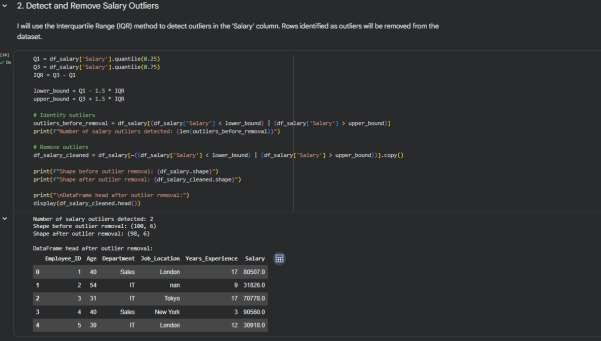 2. Detect and Remove Salary Outliers
I will use the Interquartile Range (IQR) method to detect outliers in the 'Salary' column. Rows identified as outliers will be removed from the
dataset.
Q1 = df_salary['Salary'].quantile(0.25)
Q3 = df_salary['Salary'].quantile(0.75)
IQR = Q3 - Q1
lower_bound = Q1 - 1.5 * IQR
upper_bound = Q3 + 1.5 * IQR
# Identify outliers
outliers_before_removal = df_salary[(df_salary['Salary'] < lower_bound) | (df_salary['Salary'] > upper_bound)]
print(f"Number of salary outliers detected: {len(outliers_before_removal)}")
# Remove outliers
df_salary_cleaned = df_salary[~((df_salary['Salary'] < lower_bound) | (df_salary['Salary'] > upper_bound))].copy()
print(f"Shape before outlier removal: {df_salary.shape}")
print(f"Shape after outlier removal: {df_salary_cleaned.shape}")
print("\nDataFrame head after outlier removal:")
display(df_salary_cleaned.head())
Number of salary outliers detected: 2
Shape before outlier removal: (100, 6)
Shape after outlier removal: (98, 6)
DataFrame head after outlier removal:
Employee_ID Age Department Job_Location Years_Experience Salary
0 1 40 Sales London 17 80507.0
1 2 54 IT nan 9 31826.0
2 3 31 IT Tokyo 17 70778.0
3 4 40 Sales New York 3 90560.0
4 5 30 IT London 12 30918.0